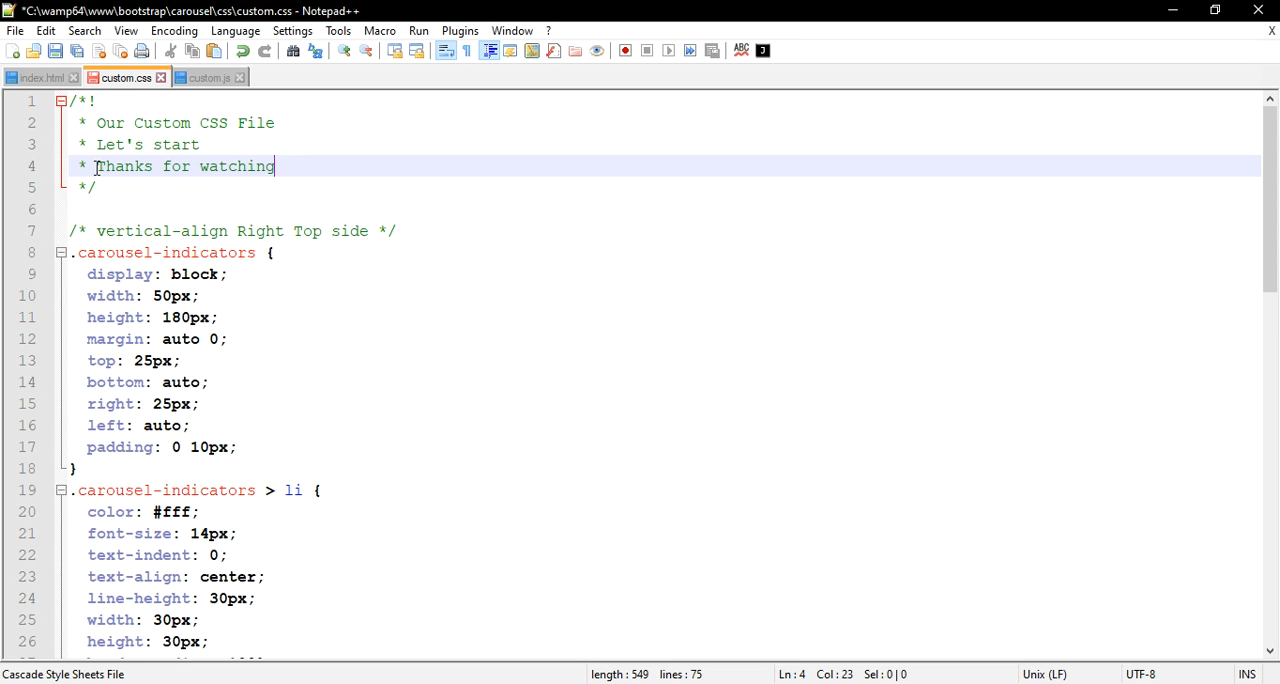 *C:\wamp64\www\bootstrap\carousel\css\custom.css - Notepad++
File Edit Search View Encoding Language Settings Tools Macro Run Plugins Window ? X
index.html custom.css custom.js
1 /*!
2 * Our Custom CSS File
3 * Let's start
4 * Thanks for watching
5 */
6
7 /* vertical-align Right Top side */
8 .carousel-indicators {
9 display: block;
10 width: 50px;
11 height: 180px;
12 margin: auto 0;
13 top: 25px;
14 bottom: auto;
15 right: 25px;
16 left: auto;
17 padding: 0 10px;
18 }
19 .carousel-indicators > li {
20 color: #fff;
21 font-size: 14px;
22 text-indent: 0;
23 text-align: center;
24 line-height: 30px;
25 width: 30px;
26 height: 30px;
Cascade Style Sheets File length : 549 lines : 75 Ln : 4 Col : 23 Sel : 0 | 0 Unix (LF) UTF-8 INS